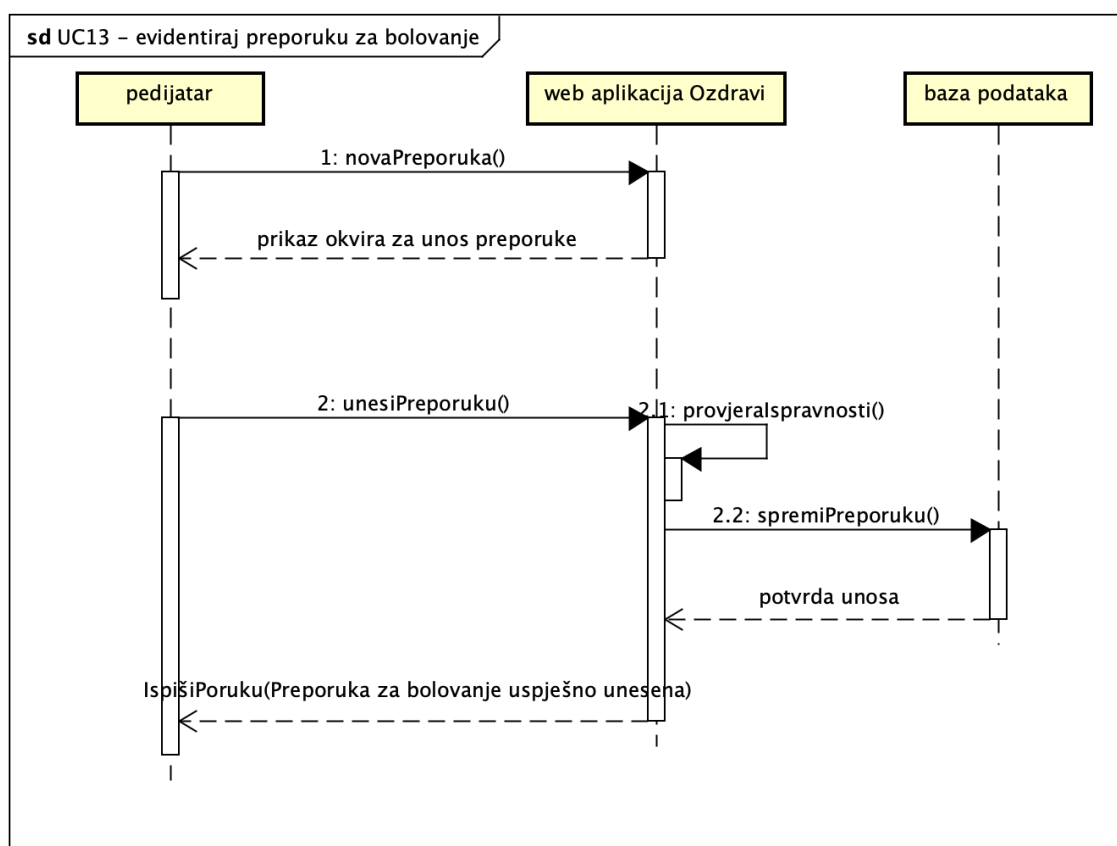 sd UC13 – evidentiraj preporuku za bolovanje
pedijatar
web aplikacija Ozdravi
baza podataka
1: novaPreporuka()
prikaz okvira za unos preporuke
2: unesiPreporuku()
2.1: provjeraIspravnosti()
2.2: spremiPreporuku()
potvrda unosa
IspišiPoruku(Preporuka za bolovanje uspješno unesena)